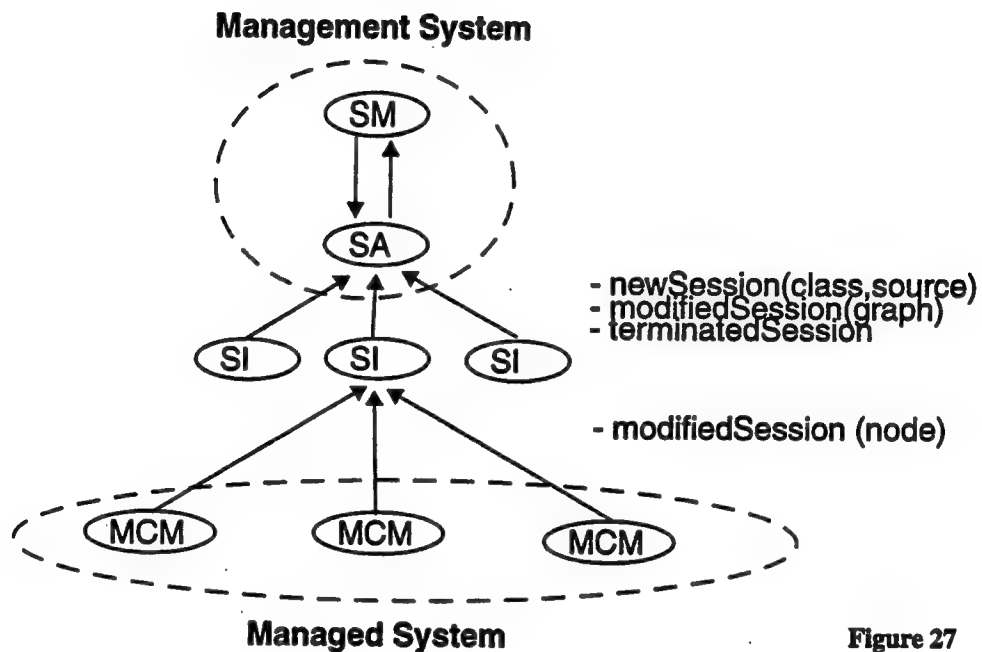 Management System
SM
SA
- newSession(class,source)
- modifiedSession(graph)
- terminatedSession
SI SI SI
- modifiedSession (node)
MCM MCM MCM
Managed System
Figure 27